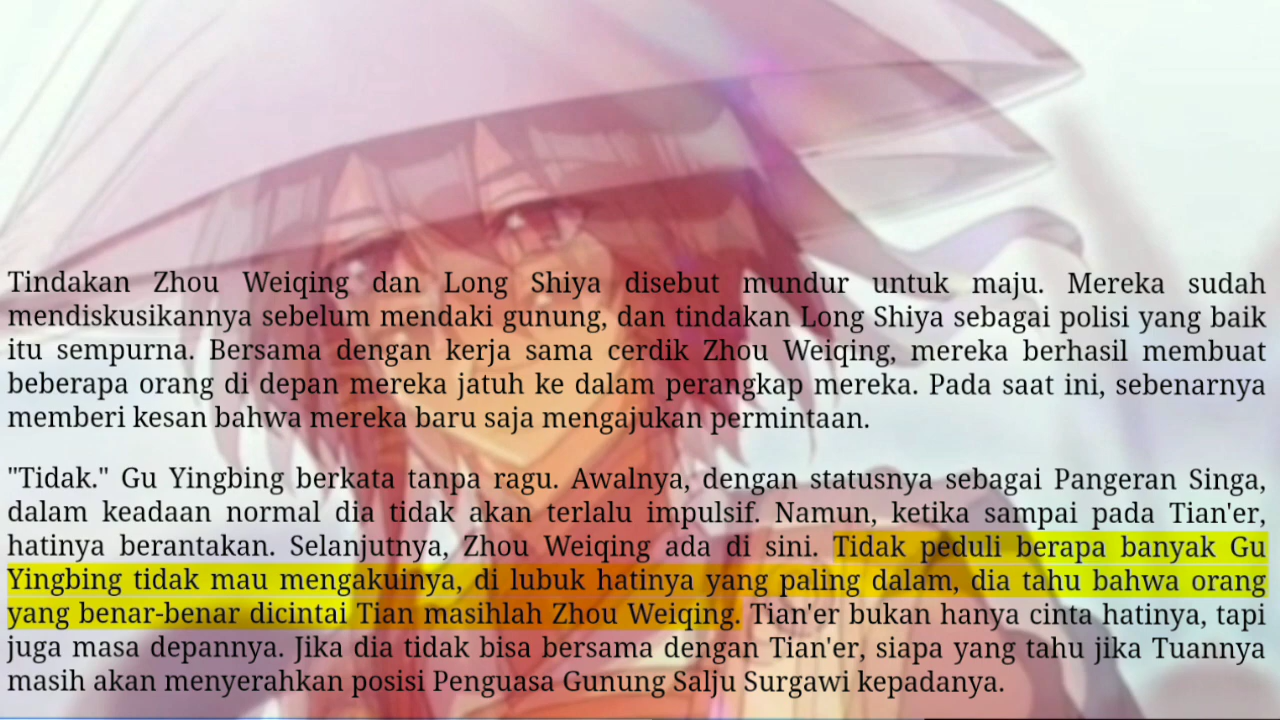 Tindakan Zhou Weiqing dan Long Shiya disebut mundur untuk maju. Mereka sudah
mendiskusikannya sebelum mendaki gunung, dan tindakan Long Shiya sebagai polisi yang baik
itu sempurna. Bersama dengan kerja sama cerdik Zhou Weiqing, mereka berhasil membuat
beberapa orang di depan mereka jatuh ke dalam perangkap mereka. Pada saat ini, sebenarnya
memberi kesan bahwa mereka baru saja mengajukan permintaan.
"Tidak." Gu Yingbing berkata tanpa ragu. Awalnya, dengan statusnya sebagai Pangeran Singa,
dalam keadaan normal dia tidak akan terlalu impulsif. Namun, ketika sampai pada Tian'er,
hatinya berantakan. Selanjutnya, Zhou Weiqing ada di sini. Tidak peduli berapa banyak Gu
Yingbing tidak mau mengakuinya, di lubuk hatinya yang paling dalam, dia tahu bahwa orang
yang benar-benar dicintai Tian masihlah Zhou Weiqing. Tian'er bukan hanya cinta hatinya, tapi
juga masa depannya. Jika dia tidak bisa bersama dengan Tian'er, siapa yang tahu jika Tuannya
masih akan menyerahkan posisi Penguasa Gunung Salju Surgawi kepadanya.